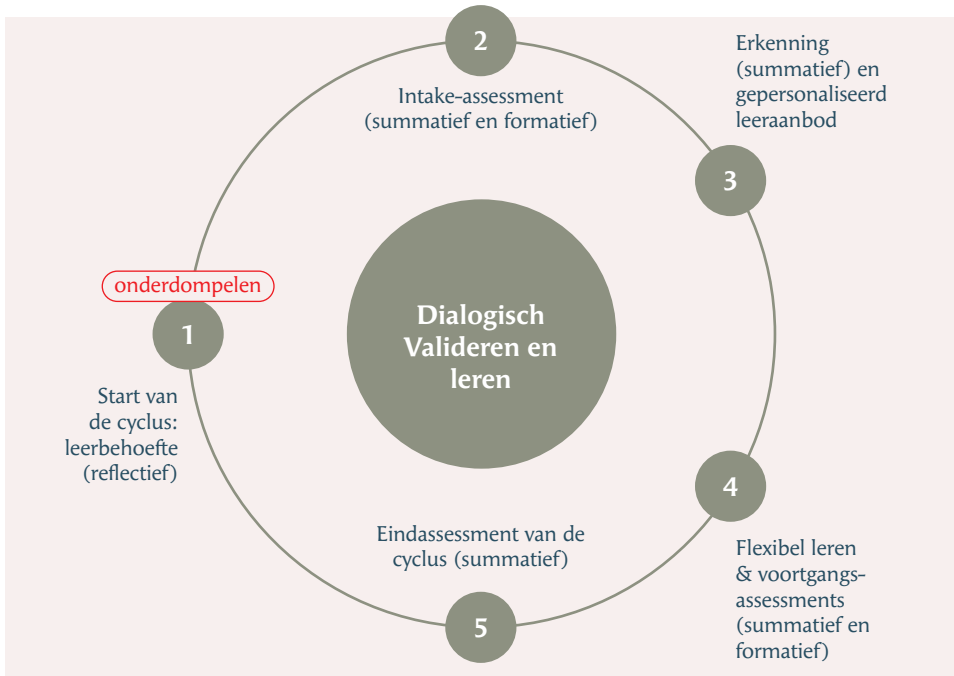 2
Intake-assessment
(summatief en formatief)
Erkenning
(summatief) en
gepersonaliseerd
leeraanbod
3
onderdompelen
1
Start van
de cyclus:
leerbehoefte
(reflectief)
Dialogisch
Valideren en
leren
4
Flexibel leren
& voortgangs-
assessments
(summatief en
formatief)
Eindassessment van de
cyclus (summatief)
5